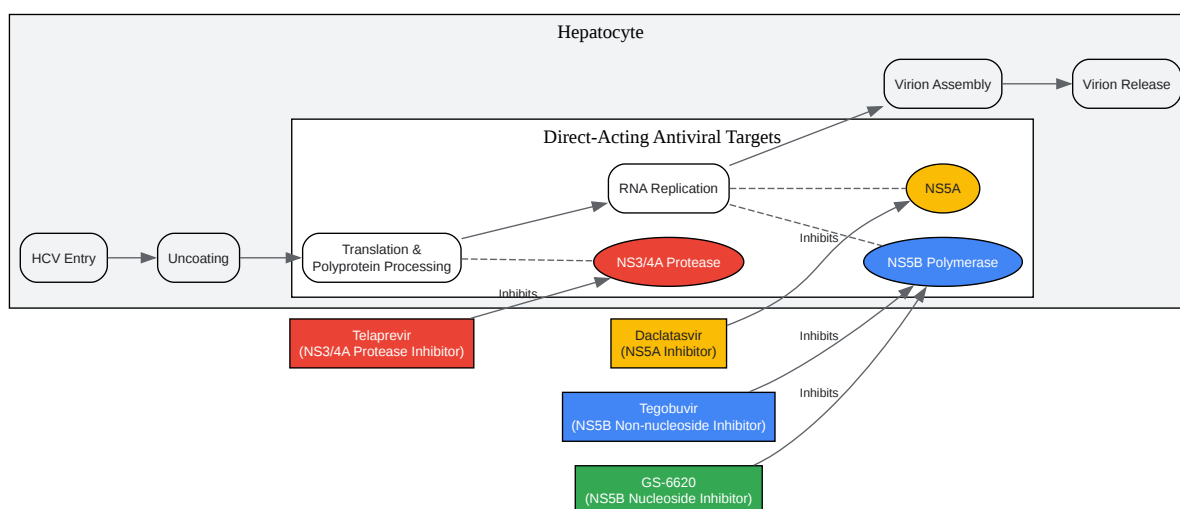 Hepatocyte
Virion Assembly
Virion Release
Direct-Acting Antiviral Targets
RNA Replication
NS5A
HCV Entry
Uncoating
Translation &
Polyprotein Processing
NS3/4A Protease
Inhibits
NS5B Polymerase
Inhibits
Telaprevir
(NS3/4A Protease Inhibitor)
Daclatasvir
(NS5A Inhibitor)
Inhibits
Tegobuvir
(NS5B Non-nucleoside Inhibitor)
Inhibits
GS-6620
(NS5B Nucleoside Inhibitor)